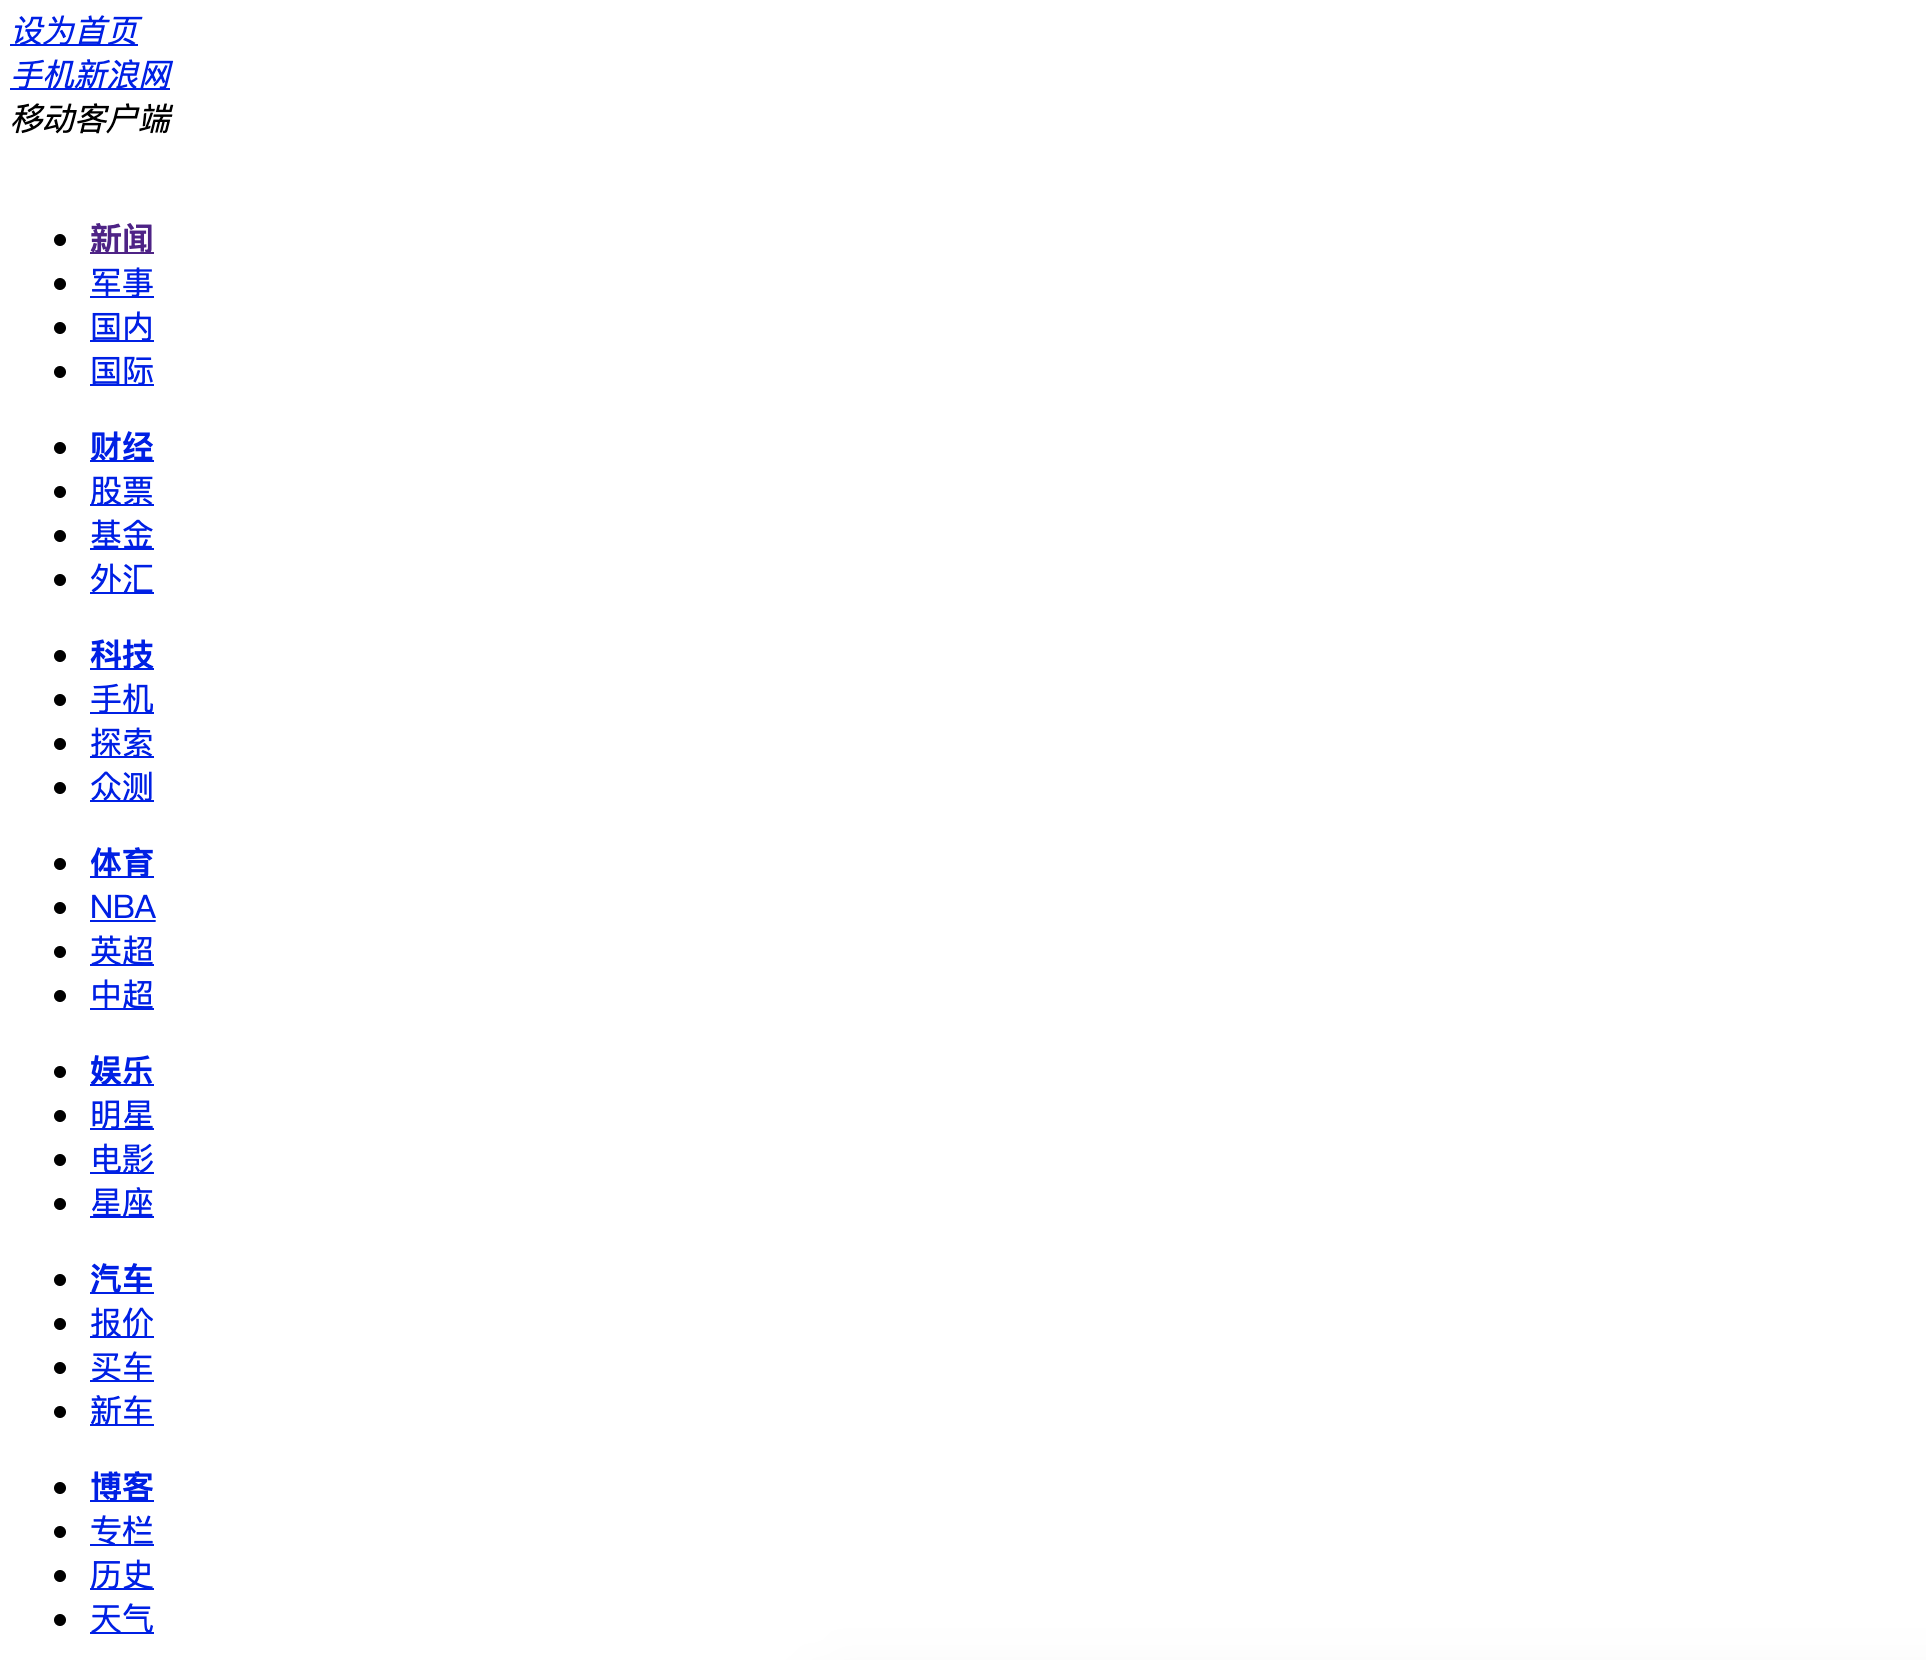 设为首页
手机新浪网
移动客户端
新闻
军事
国内
国际
财经
股票
基金
外汇
科技
手机
探索
众测
体育
NBA
英超
中超
娱乐
明星
电影
星座
汽车
报价
买车
新车
博客
专栏
历史
天气